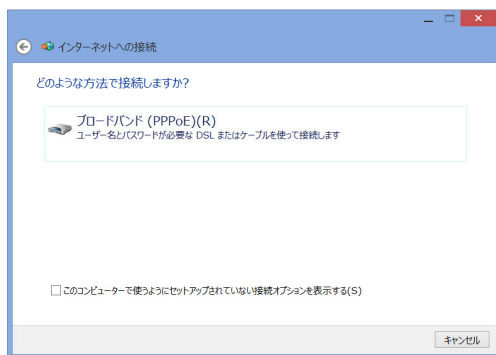 インターネットへの接続
どのような方法で接続しますか?
ブロードバンド (PPPoE)(R)
ユーザー名とパスワードが必要な DSL またはケーブルを使って接続します
このコンピューターで使うようにセットアップされていない接続オプションを表示する(S)
キャンセル